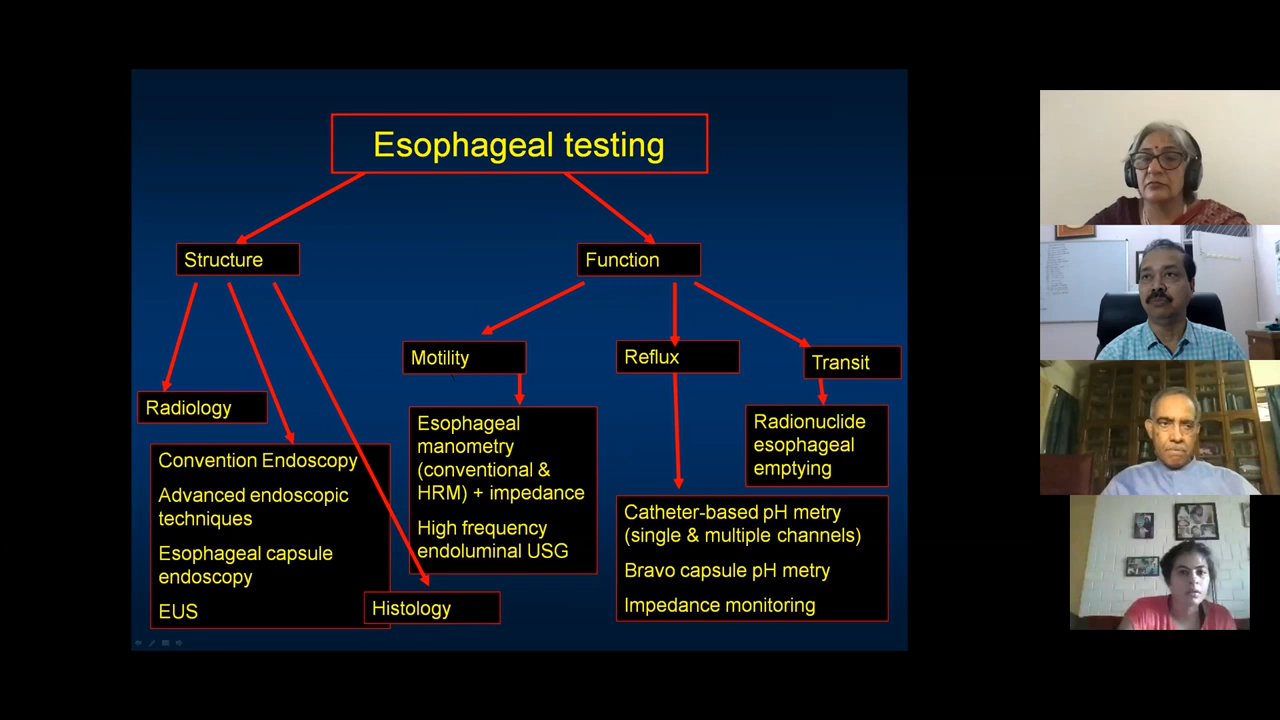 Esophageal testing
Structure
Function
Motility
Reflux
Transit
Radiology
Convention Endoscopy
Advanced endoscopic
techniques
Esophageal capsule
endoscopy
EUS
Histology
Esophageal
manometry
(conventional &
HRM) + impedance
High frequency
endoluminal USG
Catheter-based pH metry
(single & multiple channels)
Bravo capsule pH metry
Impedance monitoring
Radionuclide
esophageal
emptying